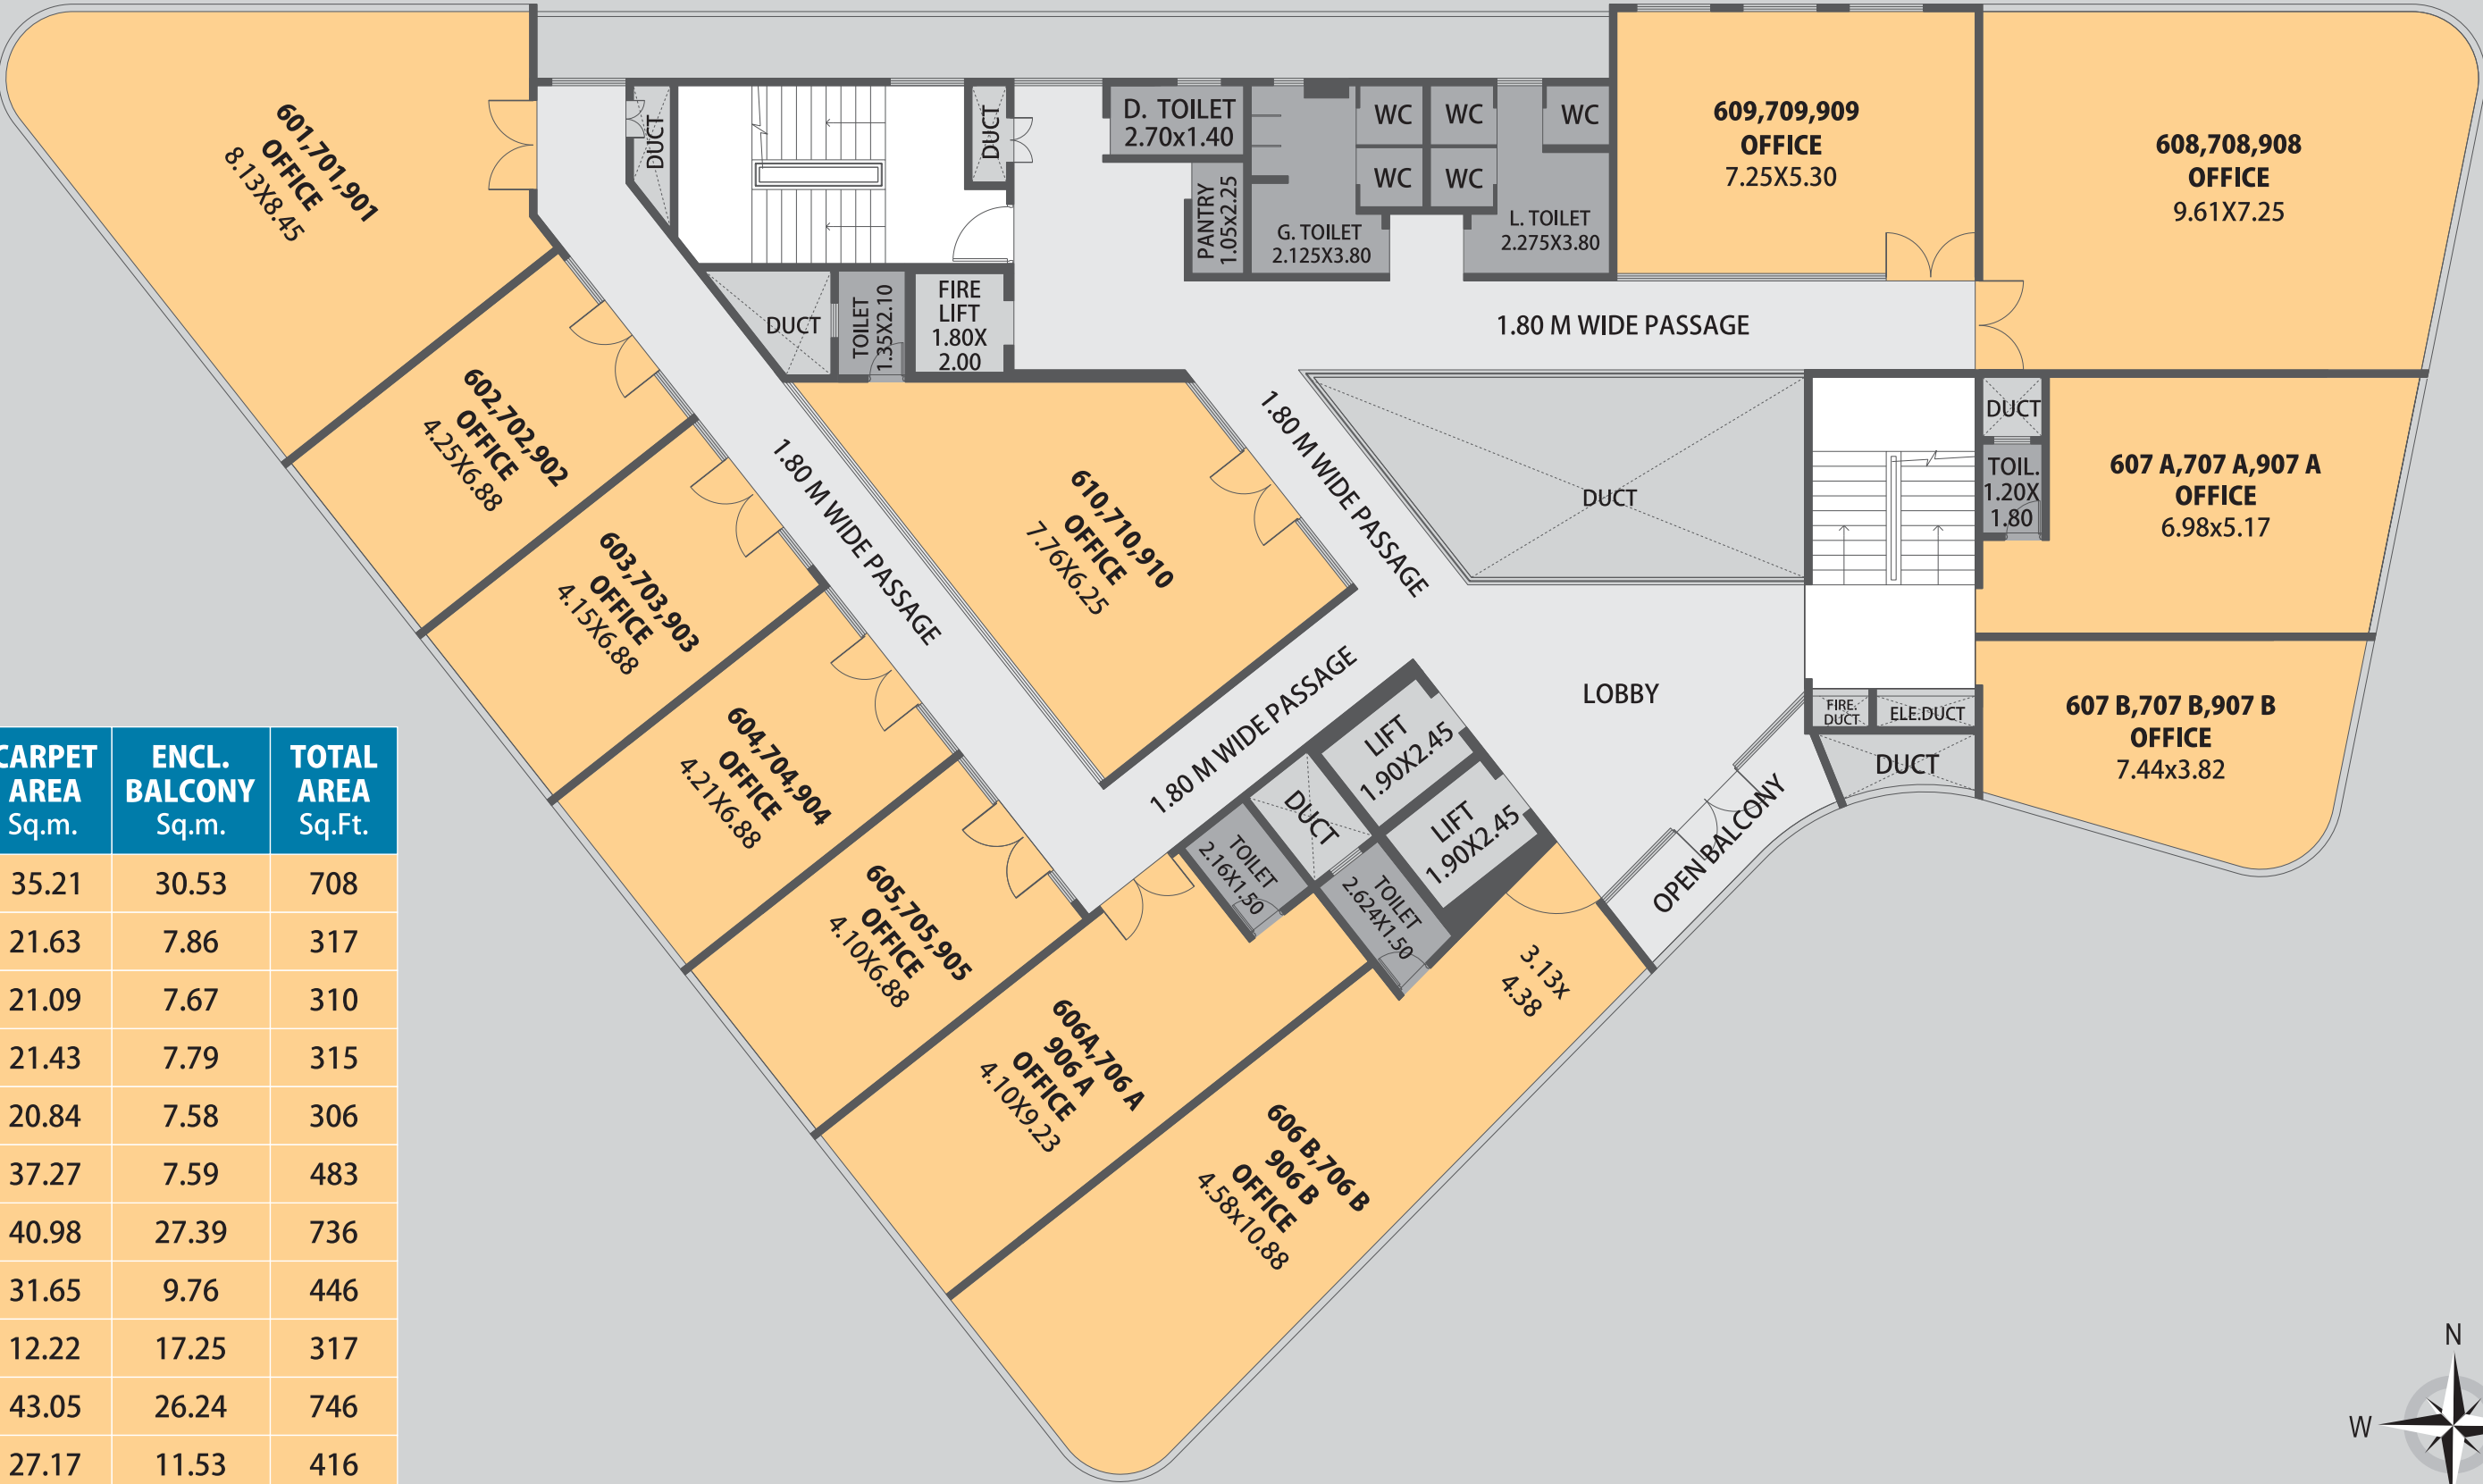 601,701,901
OFFICE
8.13X8.45
DUCT
DUCT
D. TOILET
2.70x1.40
PANTRY
1.05x2.25
WC
WC
WC
WC
WC
G. TOILET
2.125X3.80
L. TOILET
2.275X3.80
609,709,909
OFFICE
7.25X5.30
608,708,908
OFFICE
9.61X7.25
DUCT
TOILET
1.35X2.10
FIRE
LIFT
1.80X
2.00
1.80 M WIDE PASSAGE
602,702,902
OFFICE
4.25X6.88
1.80 M WIDE PASSAGE
610,710,910
OFFICE
7.76X6.25
1.80 M WIDE PASSAGE
DUCT
DUCT
TOIL.
1.20X
1.80
607 A,707 A,907 A
OFFICE
6.98x5.17
603,703,903
OFFICE
4.15X6.88
604,704,904
OFFICE
4.21X6.88
1.80 M WIDE PASSAGE
LOBBY
FIRE.
DUCT
ELE.DUCT
DUCT
607 B,707 B,907 B
OFFICE
7.44x3.82
LIFT
1.90X2.45
LIFT
1.90X2.45
DUCT
TOILET
2.16X1.50
TOILET
2.624X1.50
OPEN BALCONY
605,705,905
OFFICE
4.10X6.88
606A,706 A
906 A
OFFICE
4.10X9.23
3.13x
4.38
606 B,706 B
906 B
OFFICE
4.58x10.88
CARPET AREA Sq.m. ENCL. BALCONY Sq.m. TOTAL AREA Sq.Ft.
35.21 30.53 708
21.63 7.86 317
21.09 7.67 310
21.43 7.79 315
20.84 7.58 306
37.27 7.59 483
40.98 27.39 736
31.65 9.76 446
12.22 17.25 317
43.05 26.24 746
27.17 11.53 416
N
W